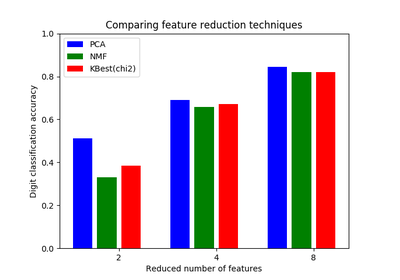 Comparing feature reduction techniques
1.0
PCA
NMF
KBest(chi2)
0.8
0.6
0.4
0.2
0.0
Digit classification accuracy
2 4 8
Reduced number of features